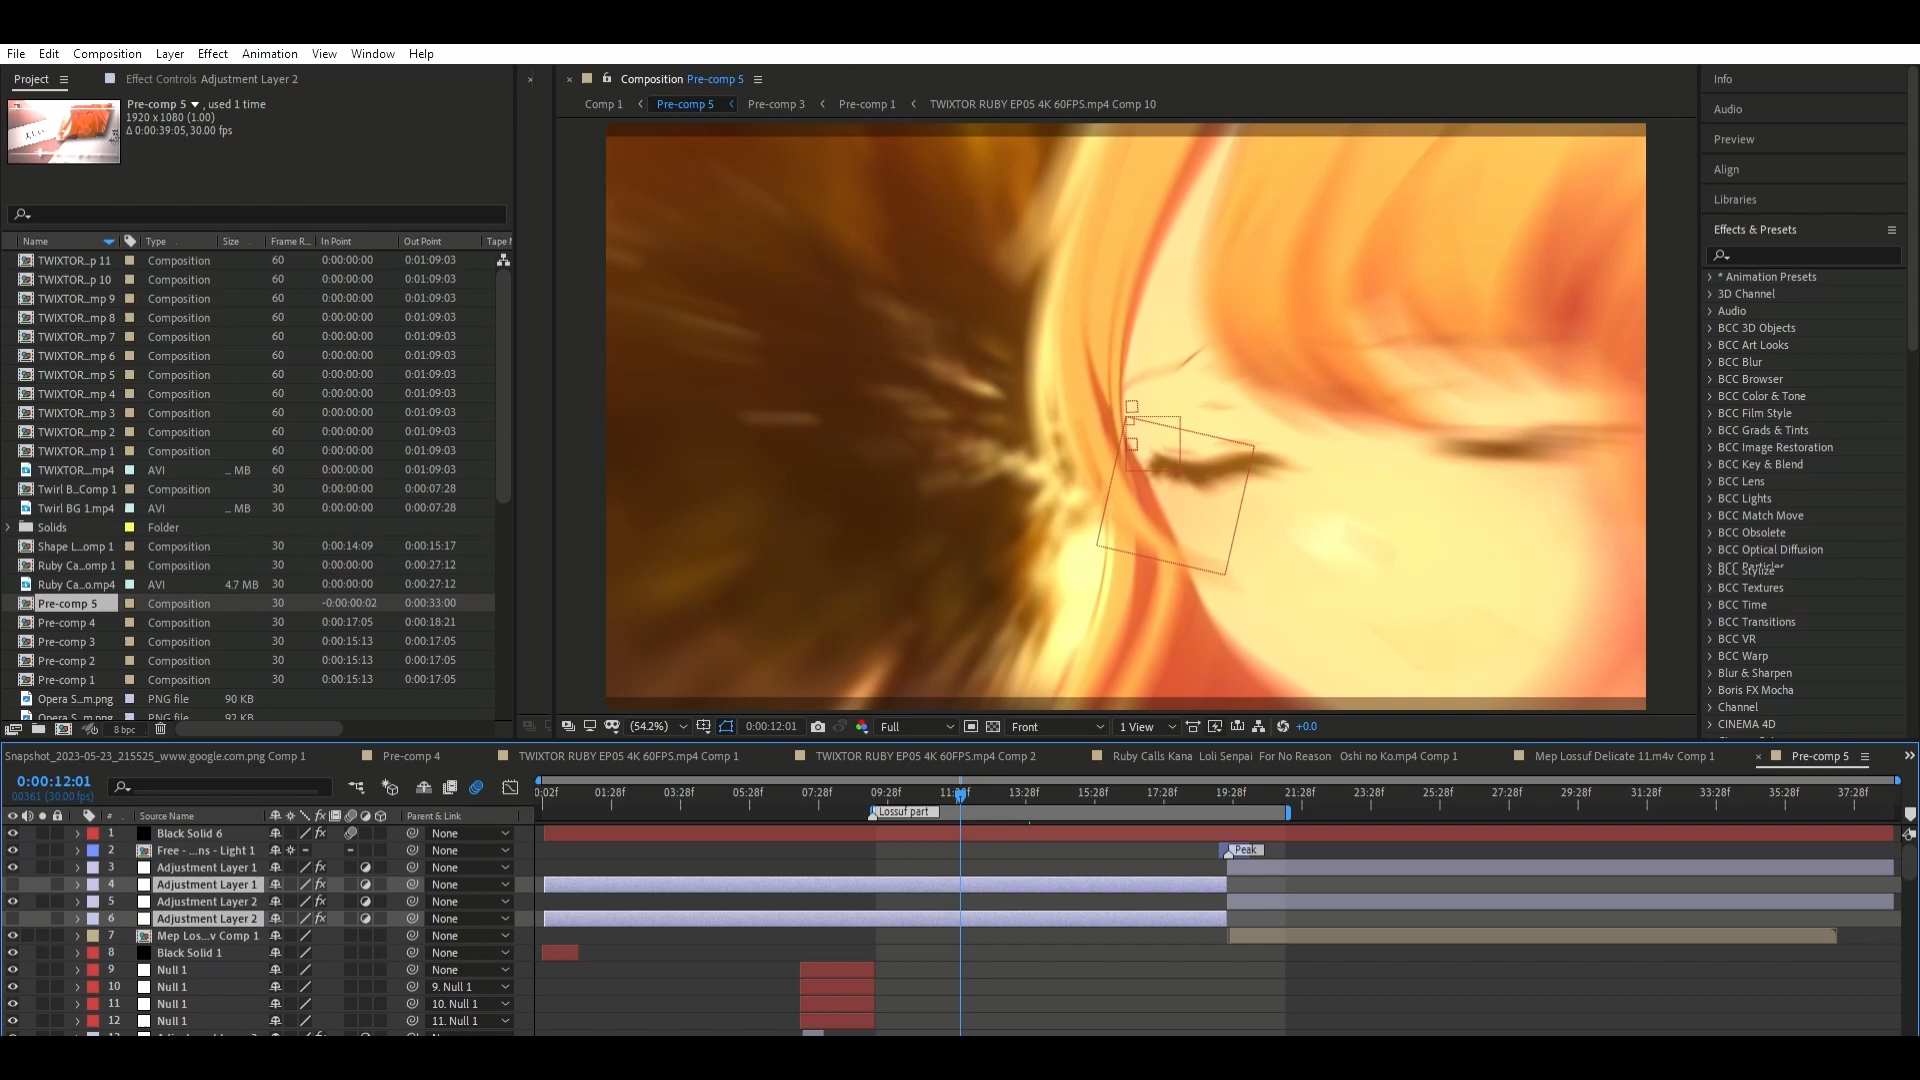 File Edit Composition Layer Effect Animation View Window Help
Project
Effect Controls Adjustment Layer 2
Pre-comp 5 , used 1 time
1920 x 1080 (1.00)
Δ 0:00:39:05, 30.00 fps
Name Type Size Frame R... In Point Out Point Tape
TWIXTOR...p 11 Composition 60 0:00:00:00 0:01:09:03
TWIXTOR...p 10 Composition 60 0:00:00:00 0:01:09:03
TWIXTOR...mp 9 Composition 60 0:00:00:00 0:01:09:03
TWIXTOR...mp 8 Composition 60 0:00:00:00 0:01:09:03
TWIXTOR...mp 7 Composition 60 0:00:00:00 0:01:09:03
TWIXTOR...mp 6 Composition 60 0:00:00:00 0:01:09:03
TWIXTOR...mp 5 Composition 60 0:00:00:00 0:01:09:03
TWIXTOR...mp 4 Composition 60 0:00:00:00 0:01:09:03
TWIXTOR...mp 3 Composition 60 0:00:00:00 0:01:09:03
TWIXTOR...mp 2 Composition 60 0:00:00:00 0:01:09:03
TWIXTOR...mp 1 Composition 60 0:00:00:00 0:01:09:03
TWIXTOR....mp4 AVI ... MB 60 0:00:00:00 0:01:09:03
Twirl B...Comp 1 Composition 60 0:00:00:00 0:00:07:28
Twirl BG 1.mp4 AVI ... MB 60 0:00:00:00 0:00:07:28
Solids Folder
Shape L...omp 1 Composition 30 0:00:14:09 0:00:15:17
Ruby Ca...omp 1 Composition 30 0:00:00:00 0:00:27:12
Ruby Ca...o.mp4 AVI 4.7 MB 30 0:00:00:00 0:00:27:12
Pre-comp 5 Composition 30 -0:00:00:02 0:00:33:00
Pre-comp 4 Composition 30 0:00:17:05 0:00:18:21
Pre-comp 3 Composition 30 0:00:15:13 0:00:17:05
Pre-comp 2 Composition 30 0:00:15:13 0:00:17:05
Pre-comp 1 Composition 30 0:00:15:13 0:00:17:05
Opera S...m.png PNG file 90 KB
Opera S...m.png PNG file 92 KB
8 bpc
Composition Pre-comp 5
Comp 1 Pre-comp 5 Pre-comp 3 Pre-comp 1 TWIXTOR RUBY EP05 4K 60FPS.mp4 Comp 10
(54.2%) 0:00:12:01 Full Front 1 View +0.0
Info
Audio
Preview
Align
Libraries
Effects & Presets
* Animation Presets
3D Channel
Audio
BCC 3D Objects
BCC Art Looks
BCC Blur
BCC Browser
BCC Color & Tone
BCC Film Style
BCC Grads & Tints
BCC Image Restoration
BCC Key & Blend
BCC Lens
BCC Lights
BCC Match Move
BCC Obsolete
BCC Optical Diffusion
BCC Particles
BCC Stylize
BCC Textures
BCC Time
BCC Transitions
BCC VR
BCC Warp
Blur & Sharpen
Boris FX Mocha
Channel
CINEMA 4D
Snapshot_2023-05-23_215525_www.google.com.png Comp 1 Pre-comp 4 TWIXTOR RUBY EP05 4K 60FPS.mp4 Comp 1 TWIXTOR RUBY EP05 4K 60FPS.mp4 Comp 2 Ruby Calls Kana Loli Senpai For No Reason Oshi no Ko.mp4 Comp 1 Mep Lossuf Delicate 11.m4v Comp 1 Pre-comp 5
0:00:12:01
00361 (30.00 fps)
0:02f 01:28f 03:28f 05:28f 07:28f 09:28f 11:28f 13:28f 15:28f 17:28f 19:28f 21:28f 23:28f 25:28f 27:28f 29:28f 31:28f 33:28f 35:28f 37:28f
Lossuf part
# Source Name Parent & Link
1 Black Solid 6 fx None
2 Free - ...ns - Light 1 None
Peak
3 Adjustment Layer 1 fx None
4 Adjustment Layer 1 fx None
5 Adjustment Layer 2 fx None
6 Adjustment Layer 2 fx None
7 Mep Los...v Comp 1 None
8 Black Solid 1 None
9 Null 1 None
10 Null 1 9. Null 1
11 Null 1 10. Null 1
12 Null 1 11. Null 1